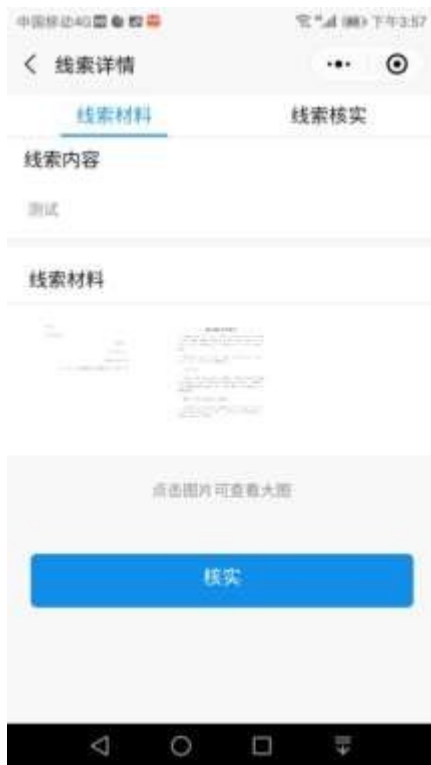 中国移动4G 下午3:57
线索详情
线索材料 线索核实
线索内容
测试
线索材料
点击图片可查看大图
核实